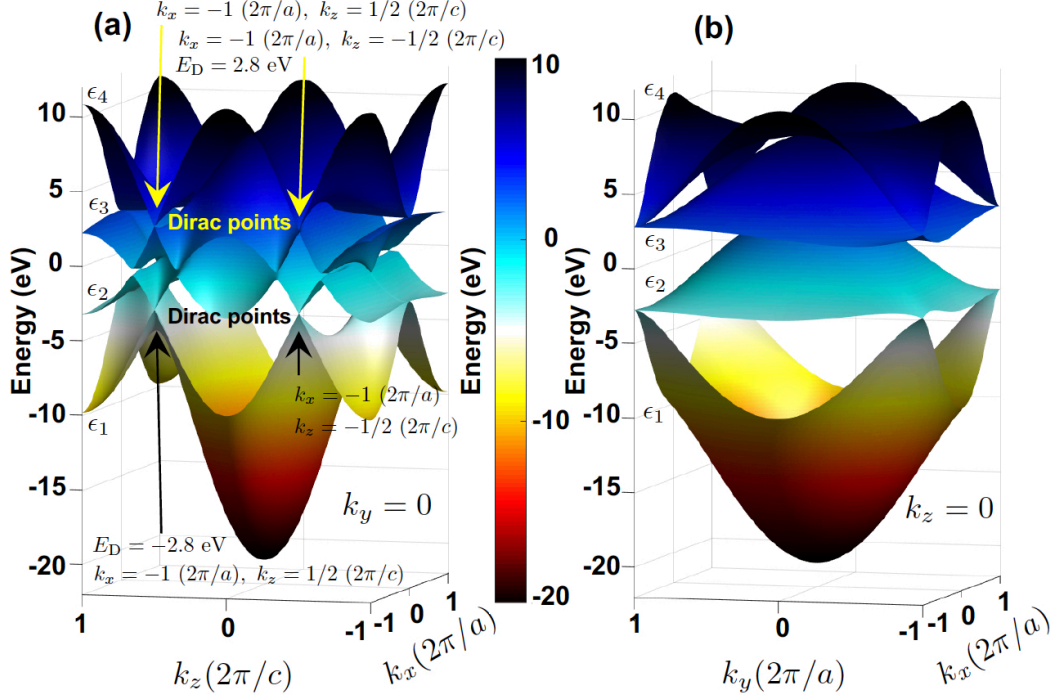 (a)
k_x = −1 (2π/a), k_z = 1/2 (2π/c)
k_x = −1 (2π/a), k_z = −1/2 (2π/c)
E_D = 2.8 eV
ϵ_4
ϵ_3
ϵ_2
ϵ_1
Dirac points
Dirac points
k_x = −1 (2π/a)
k_z = −1/2 (2π/c)
k_y = 0
E_D = −2.8 eV
k_x = −1 (2π/a), k_z = 1/2 (2π/c)
Energy (eV)
10
5
0
-5
-10
-15
-20
1
0
-1
k_z(2π/c)
-1
0
1
k_x(2π/a)
10
0
-10
-20
(b)
ϵ_4
ϵ_3
ϵ_2
ϵ_1
k_z = 0
Energy (eV)
10
5
0
-5
-10
-15
-20
1
0
-1
k_y(2π/a)
-1
0
1
k_x(2π/a)